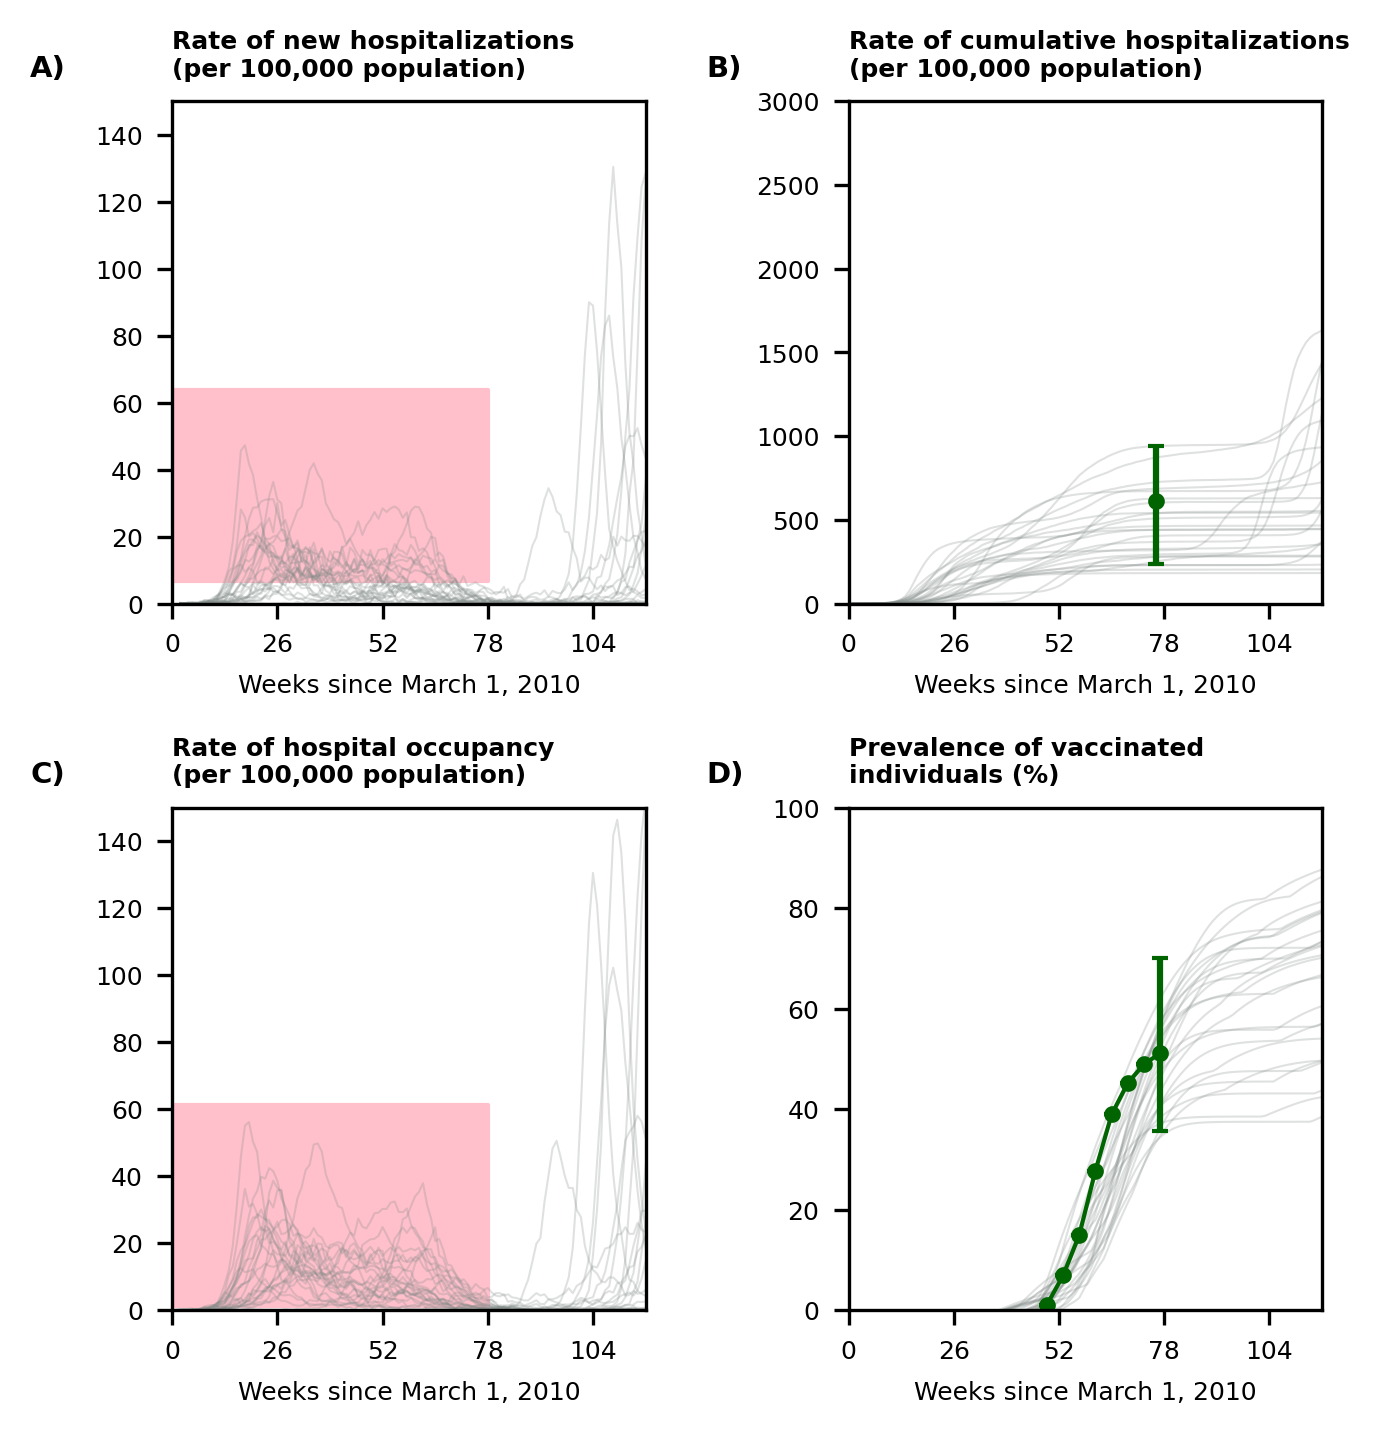 A)
Rate of new hospitalizations
(per 100,000 population)
140
120
100
80
60
40
20
0
0 26 52 78 104
Weeks since March 1, 2010
B)
Rate of cumulative hospitalizations
(per 100,000 population)
3000
2500
2000
1500
1000
500
0
0 26 52 78 104
Weeks since March 1, 2010
C)
Rate of hospital occupancy
(per 100,000 population)
140
120
100
80
60
40
20
0
0 26 52 78 104
Weeks since March 1, 2010
D)
Prevalence of vaccinated
individuals (%)
100
80
60
40
20
0
0 26 52 78 104
Weeks since March 1, 2010